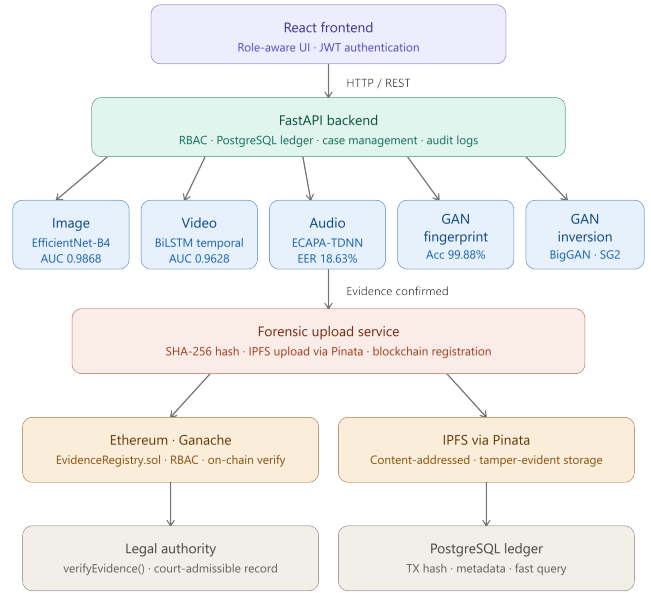 React frontend
Role-aware UI · JWT authentication
HTTP / REST
FastAPI backend
RBAC · PostgreSQL ledger · case management · audit logs
Image
EfficientNet-B4
AUC 0.9868
Video
BiLSTM temporal
AUC 0.9628
Audio
ECAPA-TDNN
EER 18.63%
GAN
fingerprint
Acc 99.88%
GAN
inversion
BigGAN · SG2
Evidence confirmed
Forensic upload service
SHA-256 hash · IPFS upload via Pinata · blockchain registration
Ethereum · Ganache
EvidenceRegistry.sol · RBAC · on-chain verify
IPFS via Pinata
Content-addressed · tamper-evident storage
Legal authority
verifyEvidence() · court-admissible record
PostgreSQL ledger
TX hash · metadata · fast query